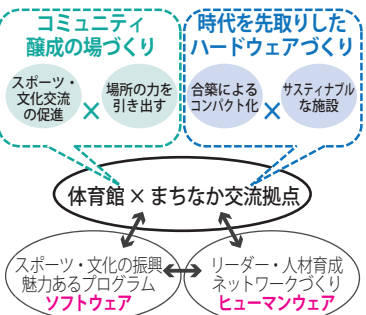 コミュニティ
醸成の場づくり
スポーツ・
文化交流
の促進
×
場所の力を
引き出す
時代を先取りした
ハードウェアづくり
合築による
コンパクト化
×
サスティナブル
な施設
体育館×まちなか交流拠点
スポーツ・文化の振興
魅力あるプログラム
ソフトウェア
リーダー・人材育成
ネットワークづくり
ヒューマンウェア